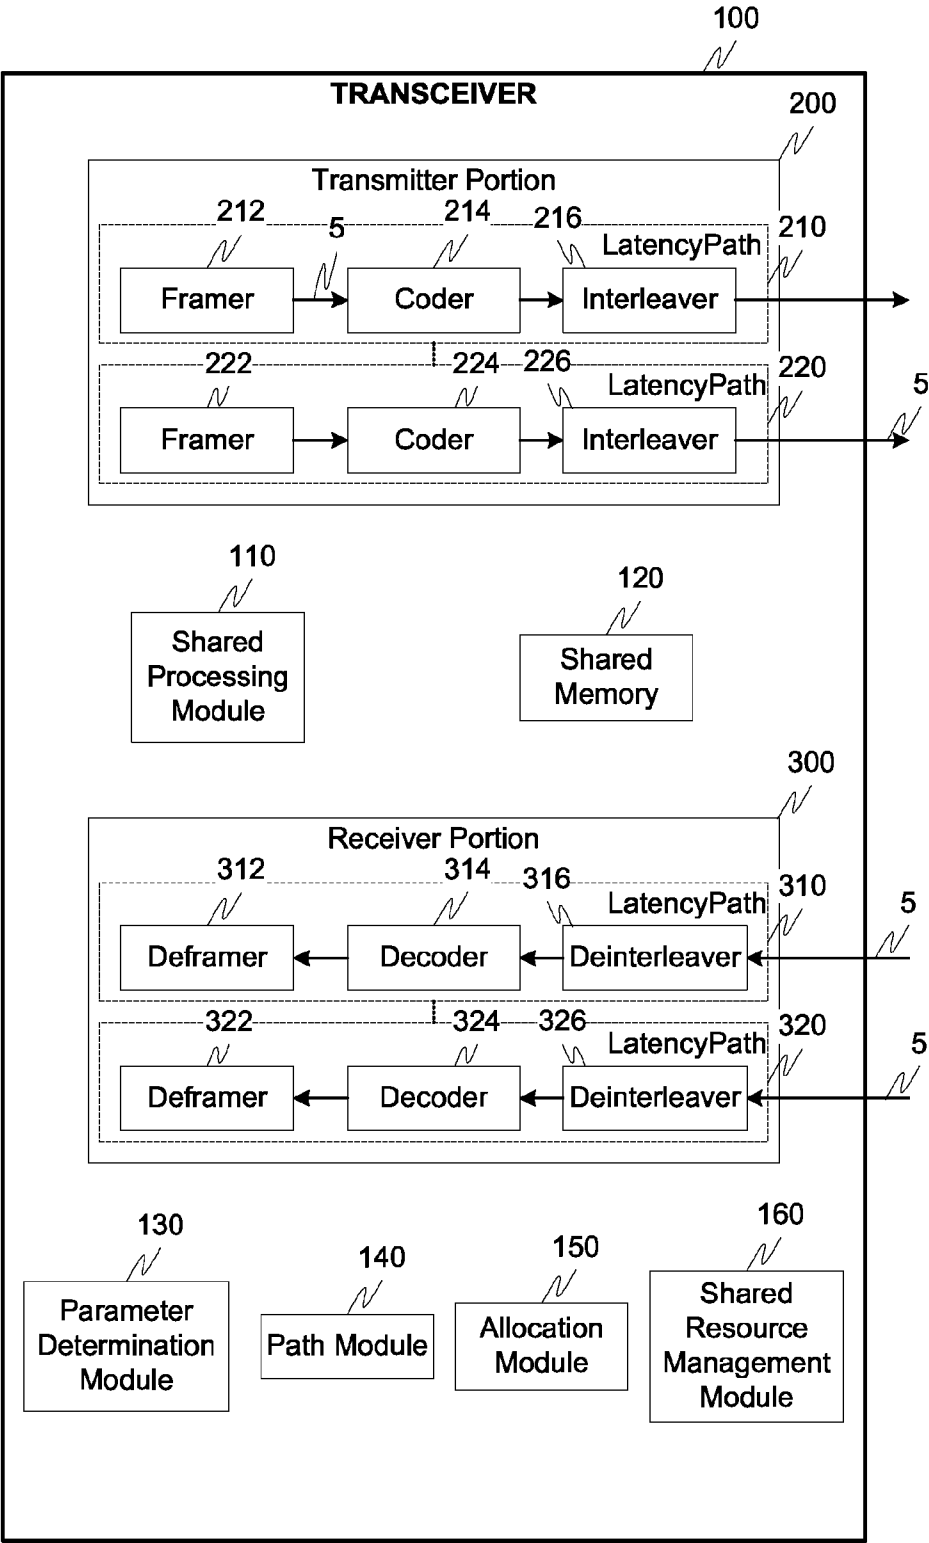 100
TRANSCEIVER
200
Transmitter Portion
212
5
214
216
210
LatencyPath
Framer
Coder
Interleaver
222
224
226
220
LatencyPath
5
Framer
Coder
Interleaver
110
120
Shared
Processing
Module
Shared
Memory
300
Receiver Portion
312
314
316
310
LatencyPath
5
Deframer
Decoder
Deinterleaver
322
324
326
320
LatencyPath
5
Deframer
Decoder
Deinterleaver
130
140
150
160
Parameter
Determination
Module
Path Module
Allocation
Module
Shared
Resource
Management
Module